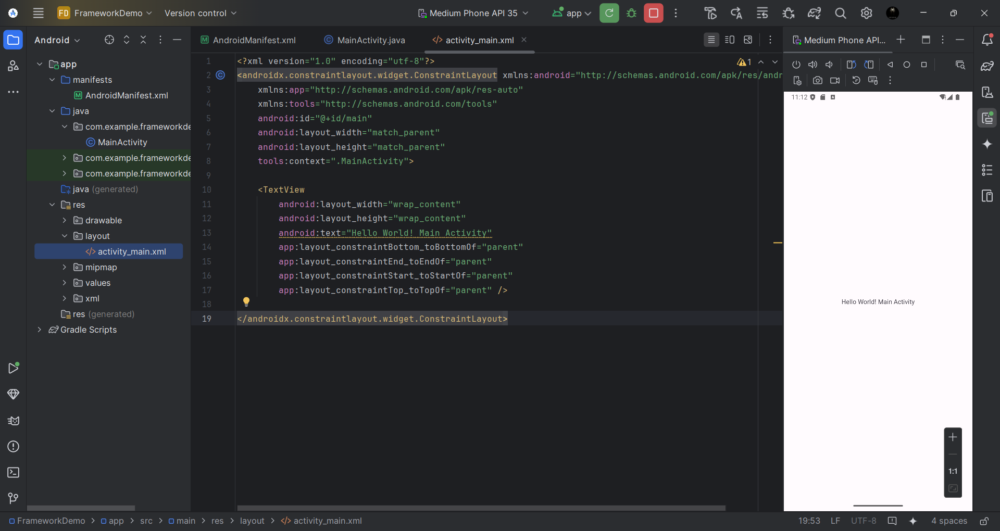 FD FrameworkDemo Version control Medium Phone API 35 app
Android
app
manifests
AndroidManifest.xml
java
com.example.frameworkde
MainActivity
com.example.frameworkde
com.example.frameworkde
java (generated)
res
drawable
layout
activity_main.xml
mipmap
values
xml
res (generated)
Gradle Scripts
AndroidManifest.xml MainActivity.java activity_main.xml
1 <?xml version="1.0" encoding="utf-8"?>
2 <androidx.constraintlayout.widget.ConstraintLayout xmlns:android="http://schemas.android.com/apk/res/andr
3 xmlns:app="http://schemas.android.com/apk/res-auto"
4 xmlns:tools="http://schemas.android.com/tools"
5 android:id="@+id/main"
6 android:layout_width="match_parent"
7 android:layout_height="match_parent"
8 tools:context=".MainActivity">
9
10 <TextView
11 android:layout_width="wrap_content"
12 android:layout_height="wrap_content"
13 android:text="Hello World! Main Activity"
14 app:layout_constraintBottom_toBottomOf="parent"
15 app:layout_constraintEnd_toEndOf="parent"
16 app:layout_constraintStart_toStartOf="parent"
17 app:layout_constraintTop_toTopOf="parent" />
18
19 </androidx.constraintlayout.widget.ConstraintLayout>
1
Medium Phone API...
11:12
Hello World! Main Activity
1:1
FrameworkDemo > app > src > main > res > layout > activity_main.xml
19:53 LF UTF-8 4 spaces